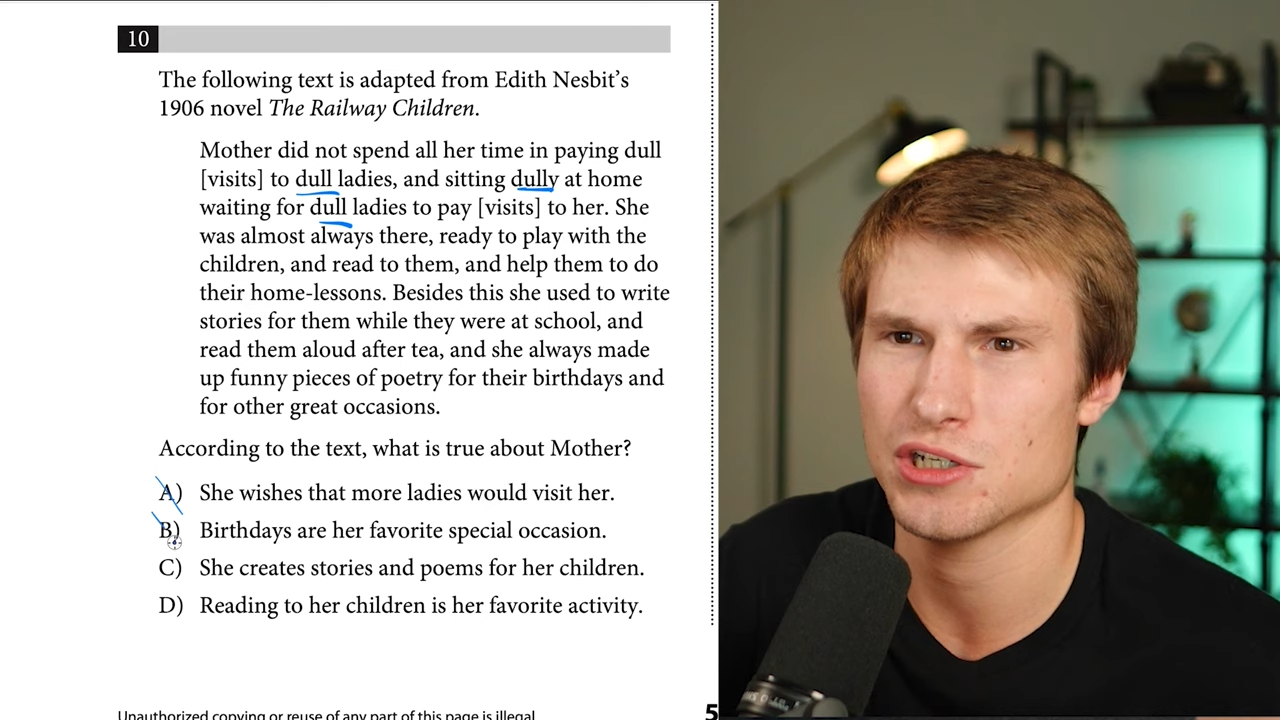 10
The following text is adapted from Edith Nesbit’s
1906 novel The Railway Children.
Mother did not spend all her time in paying dull
[visits] to dull ladies, and sitting dully at home
waiting for dull ladies to pay [visits] to her. She
was almost always there, ready to play with the
children, and read to them, and help them to do
their home-lessons. Besides this she used to write
stories for them while they were at school, and
read them aloud after tea, and she always made
up funny pieces of poetry for their birthdays and
for other great occasions.
According to the text, what is true about Mother?
A) She wishes that more ladies would visit her.
B) Birthdays are her favorite special occasion.
C) She creates stories and poems for her children.
D) Reading to her children is her favorite activity.
Unauthorized copying or reuse of any part of this page is illegal.
5